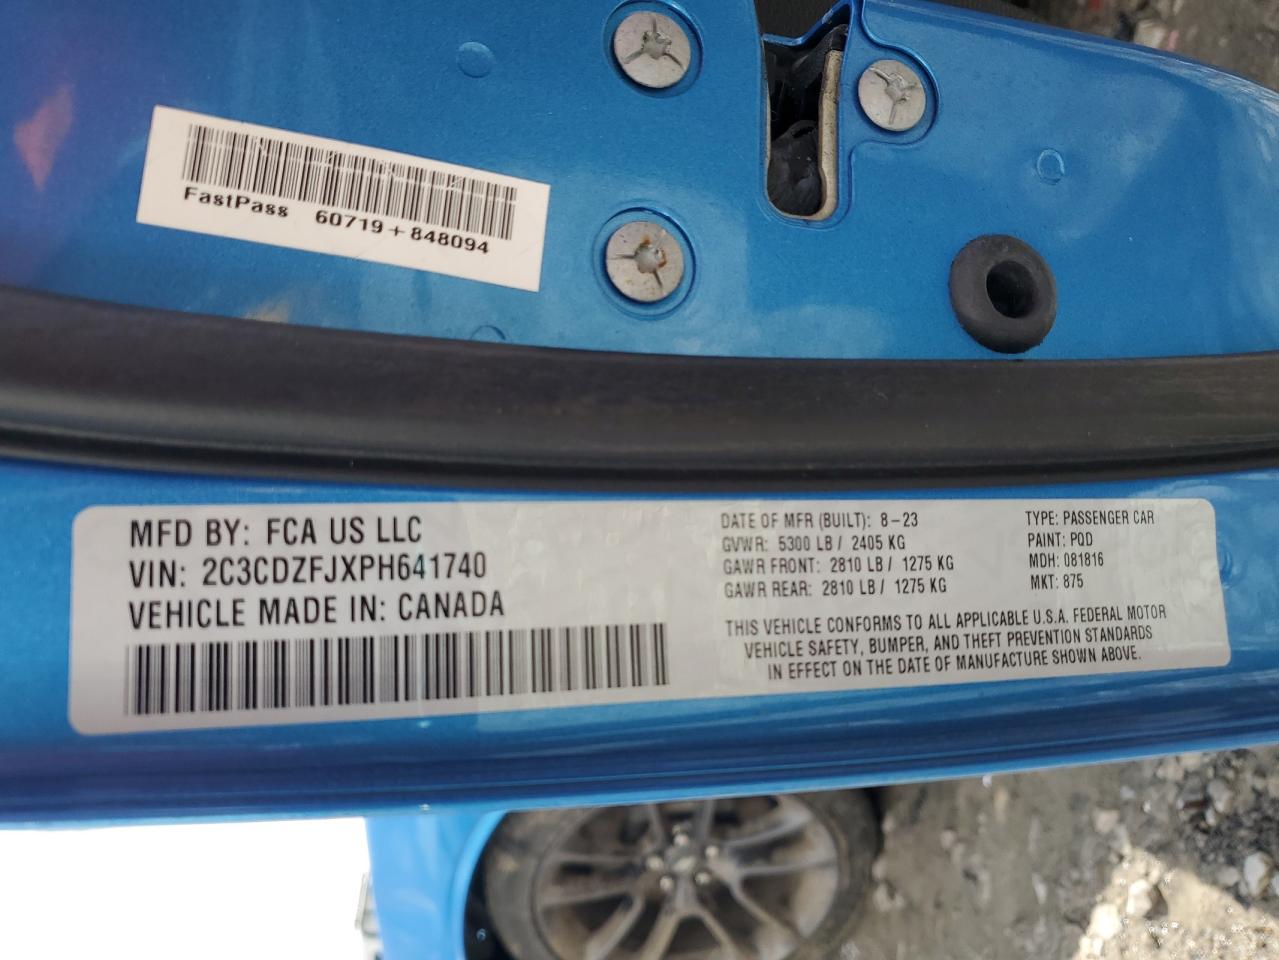 FastPass 60719+848094
MFD BY: FCA US LLC
VIN: 2C3CDZFJXPH641740
VEHICLE MADE IN: CANADA
DATE OF MFR (BUILT): 8-23
GVWR: 5300 LB / 2405 KG
GAWR FRONT: 2810 LB / 1275 KG
GAWR REAR: 2810 LB / 1275 KG
TYPE: PASSENGER CAR
PAINT: PQD
MDH: 081816
MKT: 875
THIS VEHICLE CONFORMS TO ALL APPLICABLE U.S.A. FEDERAL MOTOR
VEHICLE SAFETY, BUMPER, AND THEFT PREVENTION STANDARDS
IN EFFECT ON THE DATE OF MANUFACTURE SHOWN ABOVE.